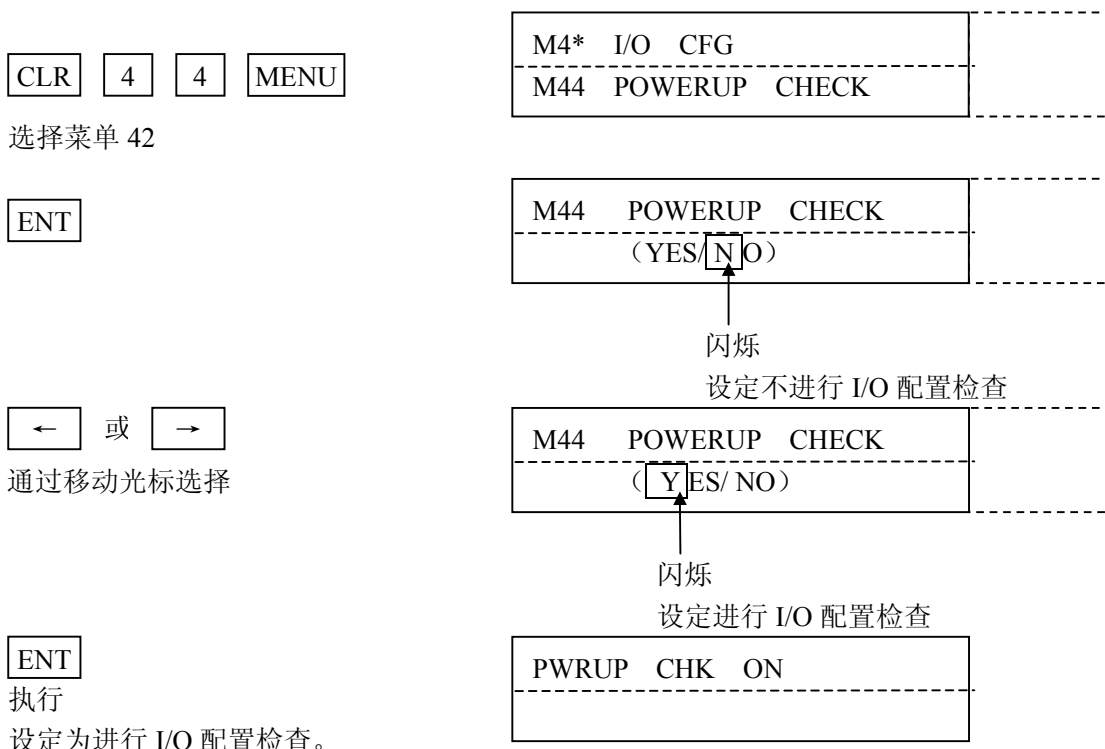 M4* I/O CFG
CLR 4 4 MENU
M44 POWERUP CHECK
选择菜单 42
ENT
M44 POWERUP CHECK
（YES/ N O）
闪烁
设定不进行 I/O 配置检查
← 或 →
M44 POWERUP CHECK
通过移动光标选择
（ Y ES/ NO）
闪烁
设定进行 I/O 配置检查
ENT
PWRUP CHK ON
执行
设定为进行 I/O 配置检查。